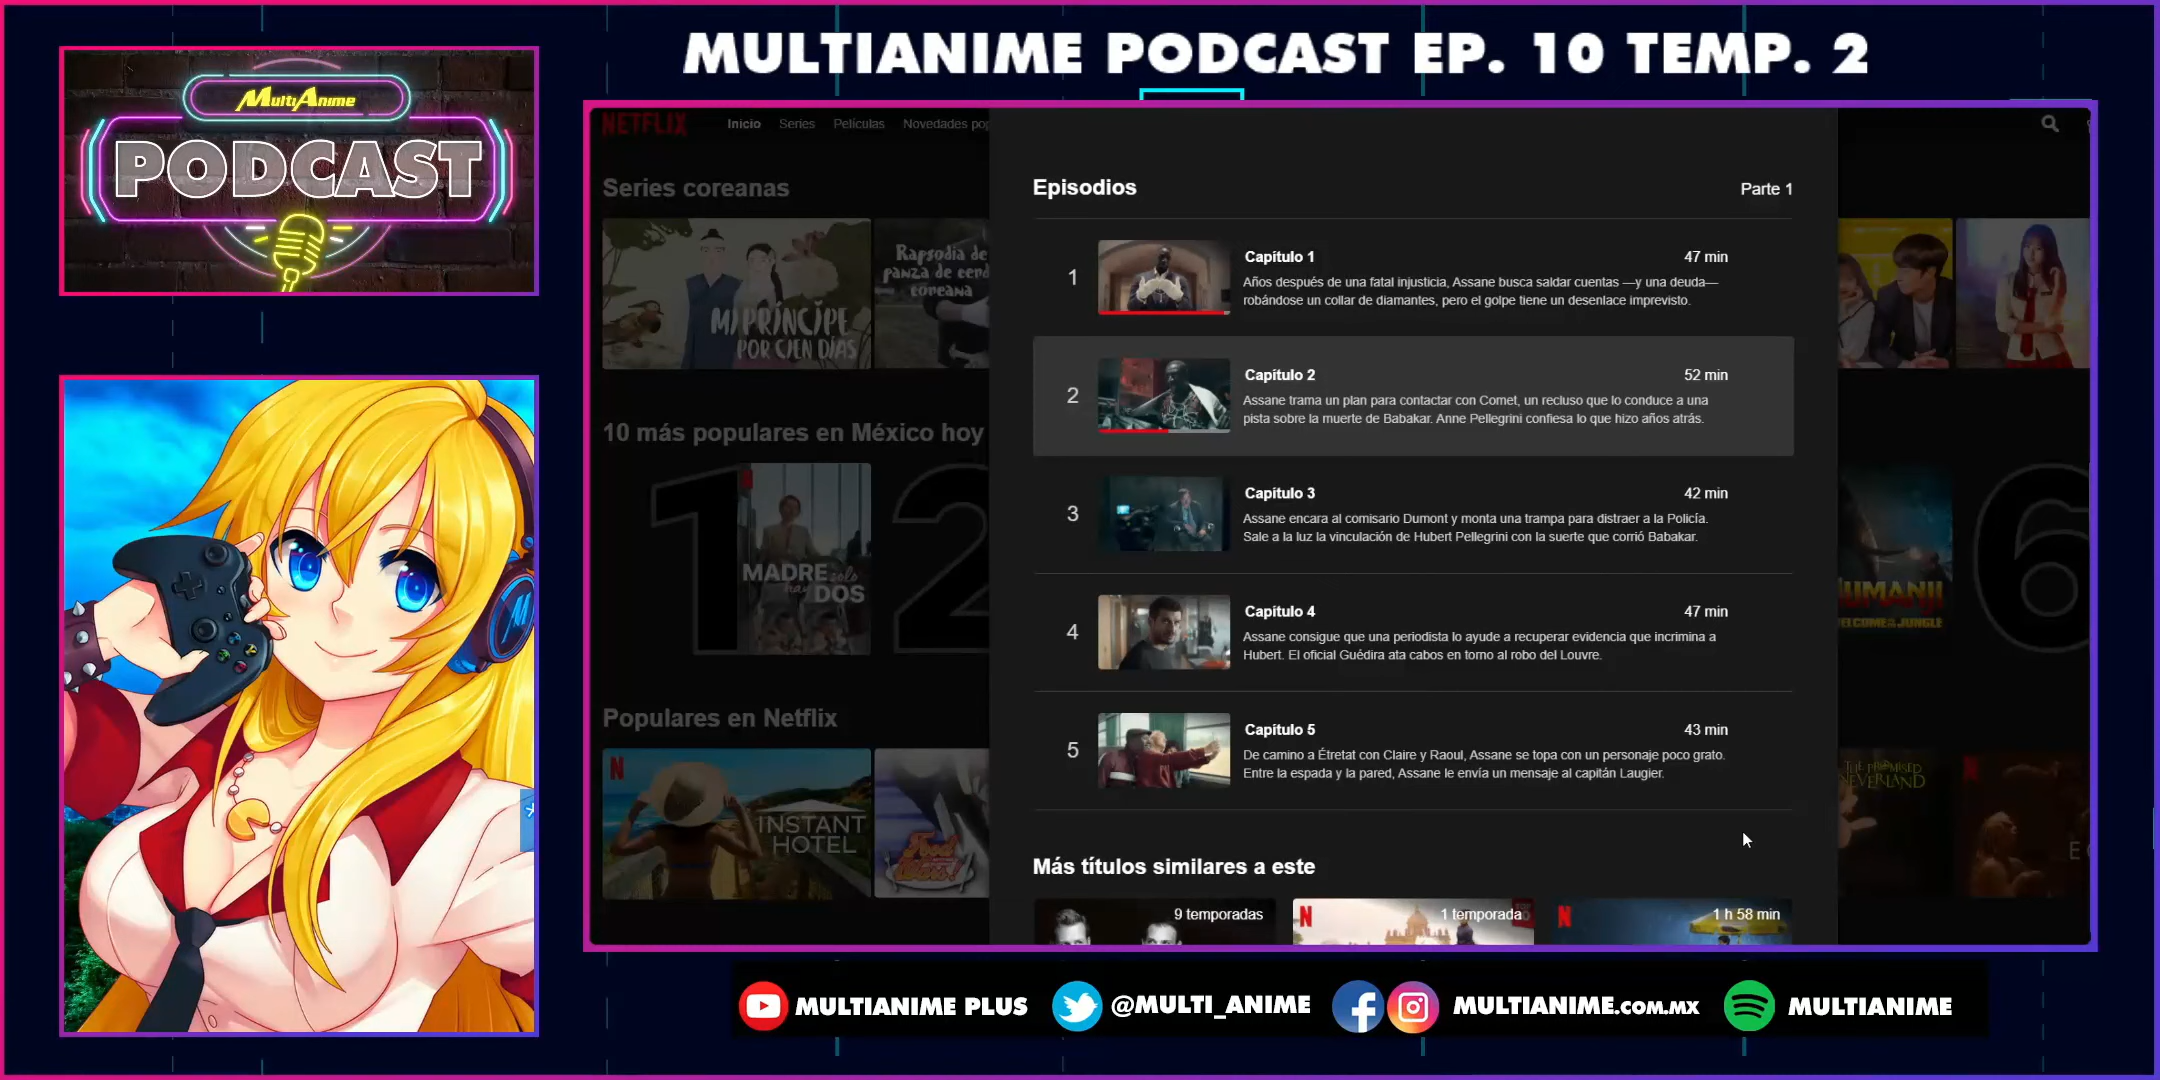 MULTIANIME PODCAST EP. 10 TEMP. 2
MultiAnime
PODCAST
NETFLIX
Inicio
Series
Películas
Novedades
Series coreanas
MI PRÍNCIPE
POR CIEN DÍAS
Rapsodia de
panza de cerdo
coreana
10 más populares en México hoy
1
2
MADRE solo
hay DOS
Populares en Netflix
INSTANT
HOTEL
Food
Wars!
Episodios
Parte 1
1
Capítulo 1
47 min
Años después de una fatal injusticia, Assane busca saldar cuentas —y una deuda—
robándose un collar de diamantes, pero el golpe tiene un desenlace imprevisto.
2
Capítulo 2
52 min
Assane trama un plan para contactar con Comet, un recluso que lo conduce a una
pista sobre la muerte de Babakar. Anne Pellegrini confiesa lo que hizo años atrás.
3
Capítulo 3
42 min
Assane encara al comisario Dumont y monta una trampa para distraer a la Policía.
Sale a la luz la vinculación de Hubert Pellegrini con la suerte que corrió Babakar.
4
Capítulo 4
47 min
Assane consigue que una periodista lo ayude a recuperar evidencia que incrimina a
Hubert. El oficial Guédira ata cabos en torno al robo del Louvre.
5
Capítulo 5
43 min
De camino a Étretat con Claire y Raoul, Assane se topa con un personaje poco grato.
Entre la espada y la pared, Assane le envía un mensaje al capitán Laugier.
Más títulos similares a este
9 temporadas
1 temporada
1 h 58 min
UMANJI
6
THE PROMISED
NEVERLAND
MULTIANIME PLUS
@MULTI_ANIME
MULTIANIME.COM.MX
MULTIANIME